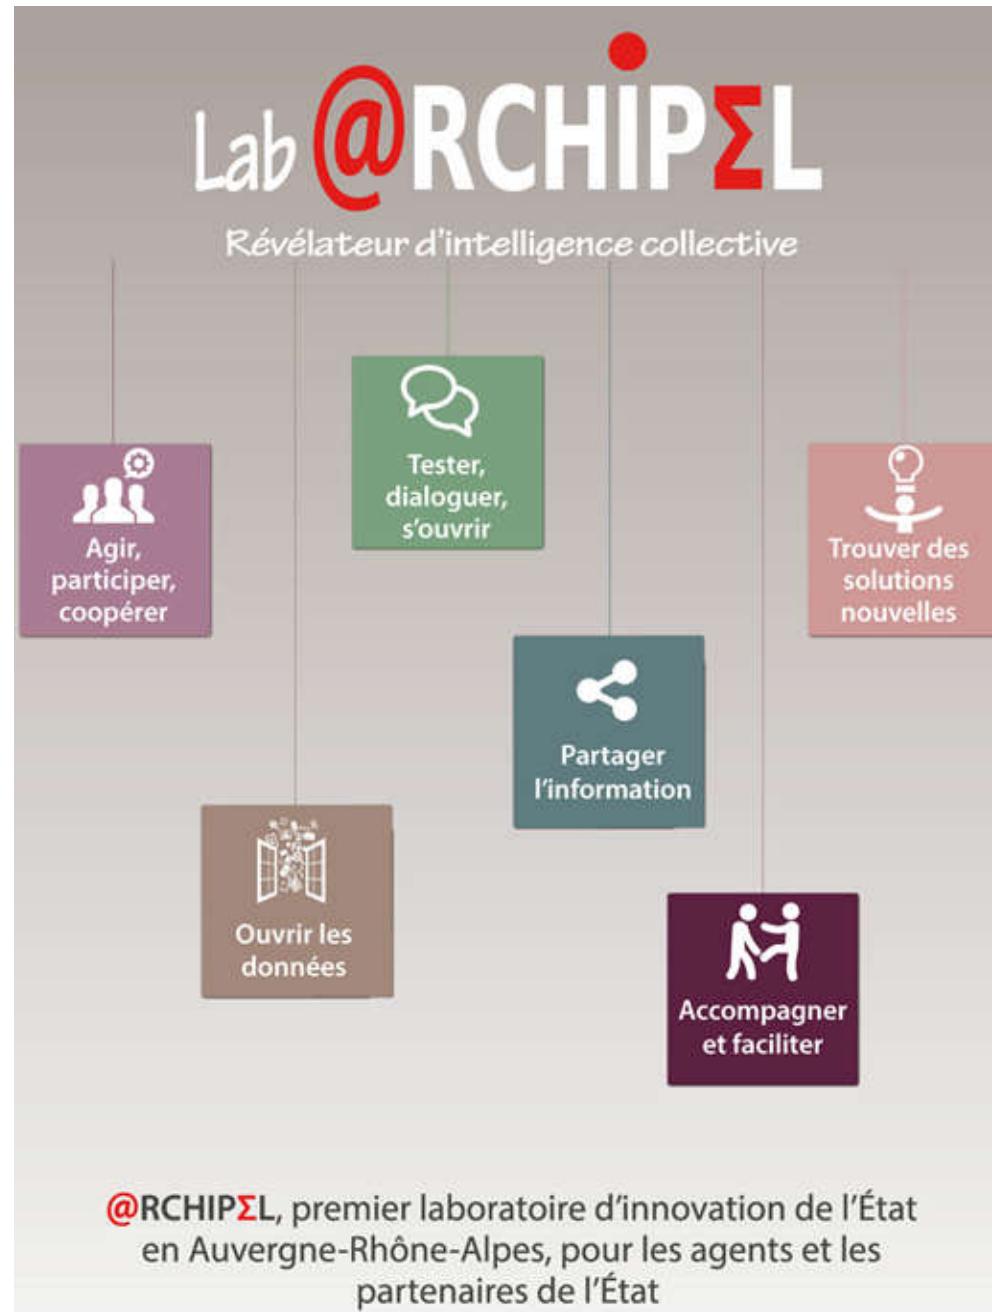 Lab @RCHIPΣL
Révélateur d'intelligence collective
Tester,
dialoguer,
s'ouvrir
Agir,
participer,
coopérer
Trouver des
solutions
nouvelles
Partager
l'information
Ouvrir les
données
Accompagner
et faciliter
@RCHIPΣL, premier laboratoire d'innovation de l'État
en Auvergne-Rhône-Alpes, pour les agents et les
partenaires de l'État